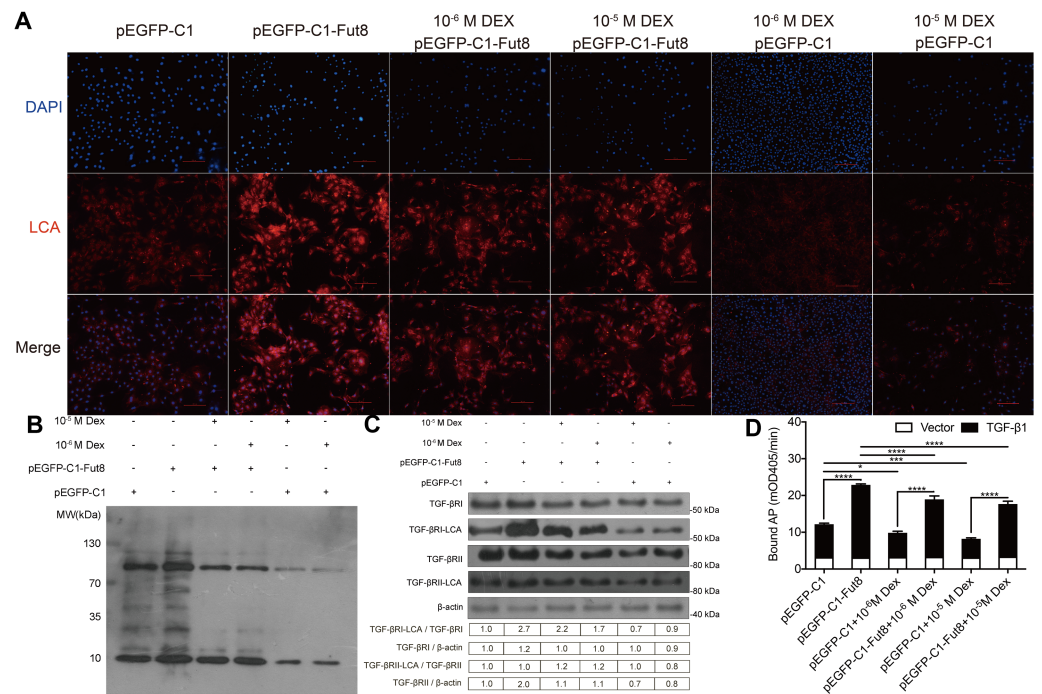 A
pEGFP-C1
pEGFP-C1-Fut8
10⁻⁶ M DEX
pEGFP-C1-Fut8
10⁻⁵ M DEX
pEGFP-C1-Fut8
10⁻⁶ M DEX
pEGFP-C1
10⁻⁵ M DEX
pEGFP-C1
DAPI
LCA
Merge
B
10⁻⁵ M Dex - - + - + -
10⁻⁶ M Dex - - - + - +
pEGFP-C1-Fut8 - + + + - -
pEGFP-C1 + - - - + +
MW(kDa)
130
70
35
10
C
10⁻⁵ M Dex - - + - + -
10⁻⁶ M Dex - - - + - +
pEGFP-C1-Fut8 - + + + - -
pEGFP-C1 + - - - + +
TGF-βRI
-50 kDa
TGF-βRI-LCA
-50 kDa
TGF-βRII
-80 kDa
TGF-βRII-LCA
-80 kDa
β-actin
-40 kDa
TGF-βRI-LCA / TGF-βRI 1.0 2.7 2.2 1.7 0.7 0.9
TGF-βRI / β-actin 1.0 1.2 1.0 1.0 1.0 0.9
TGF-βRII-LCA / TGF-βRII 1.0 1.0 1.2 1.2 1.0 0.8
TGF-βRII / β-actin 1.0 2.0 1.1 1.1 0.7 0.8
D
Vector TGF-β1
Bound AP (mOD405/min)
40
30
20
10
0
****
****
***
*
****
****
****
pEGFP-C1
pEGFP-C1-Fut8
pEGFP-C1+10⁻⁶M Dex
pEGFP-C1-Fut8+10⁻⁶ M Dex
pEGFP-C1+10⁻⁵ M Dex
pEGFP-C1-Fut8+10⁻⁵M Dex